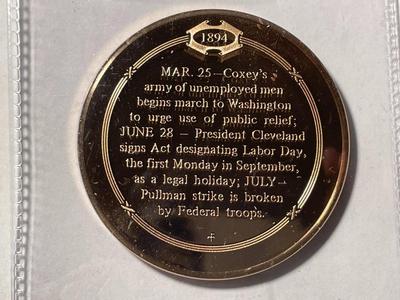 1894
MAR. 25—Coxey's
army of unemployed men
begins march to Washington
to urge use of public relief;
JUNE 28 – President Cleveland
signs Act designating Labor Day,
the first Monday in September,
as a legal holiday; JULY–
Pullman strike is broken
by Federal troops.